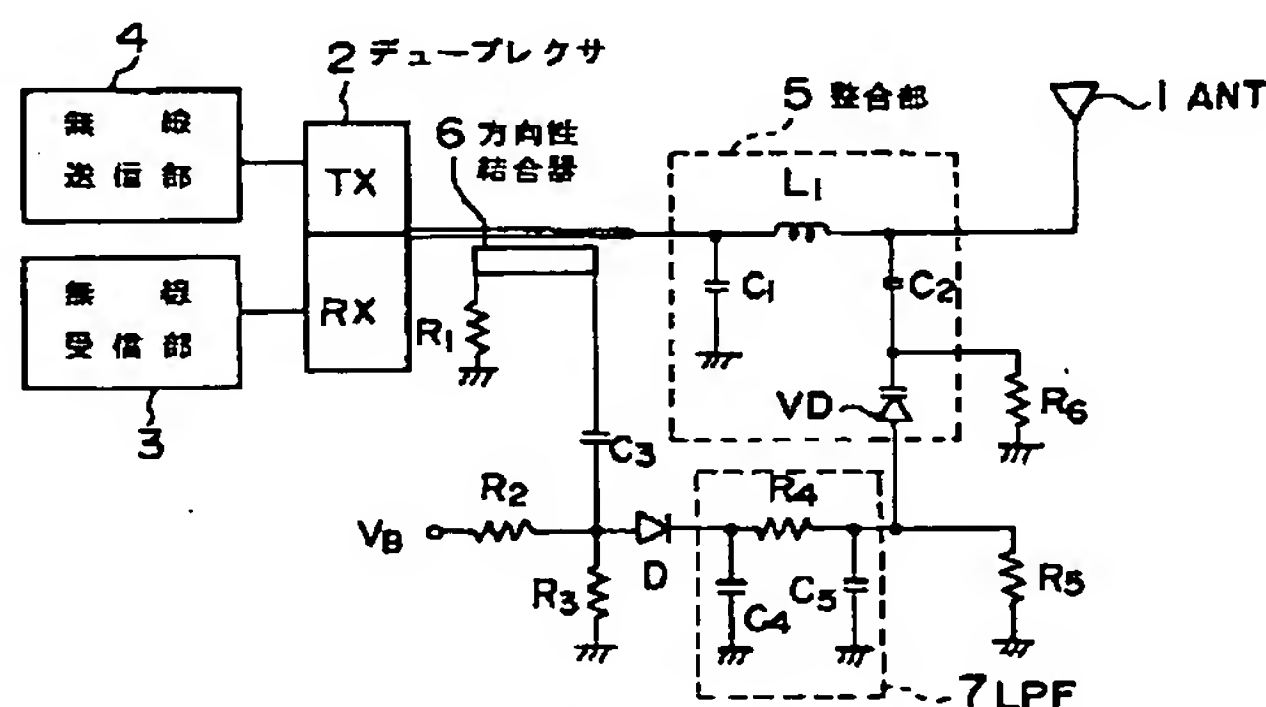 4
2 デュープレクサ
無線
送信部
TX
6 方向性
結合器
5 整合部
1 ANT
L1
無線
受信部
3
RX
R1
C1
C2
VD
R6
C3
R2
R4
VB
D
R3
C4
C5
R5
7 LPF